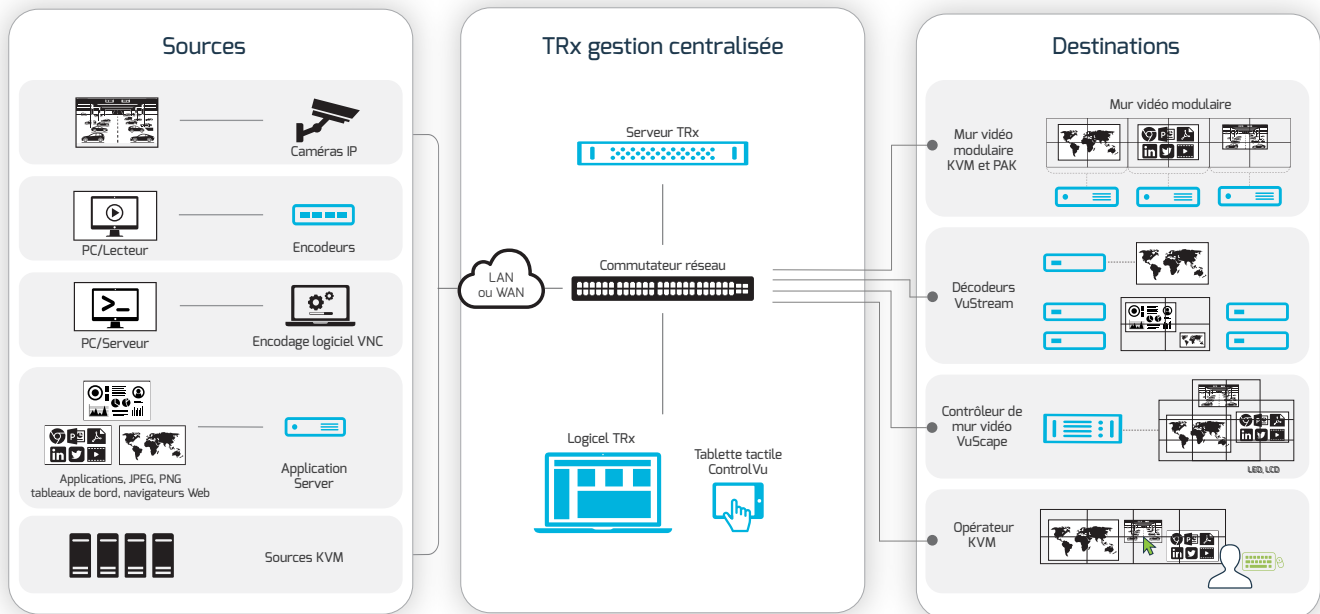 Sources
Caméras IP
PC/Lecteur
Encodeurs
PC/Serveur
Encodage logiciel VNC
Applications, JPEG, PNG
tableaux de bord, navigateurs Web
Application
Server
Sources KVM
TRx gestion centralisée
Serveur TRx
LAN
ou WAN
Commutateur réseau
Logiciel TRx
Tablette tactile
ControlVu
Destinations
Mur vidéo
modulaire
KVM et PAK
Mur vidéo modulaire
Décodeurs
VuStream
Contrôleur de
mur vidéo
VuScape
LED, LCD
Opérateur
KVM